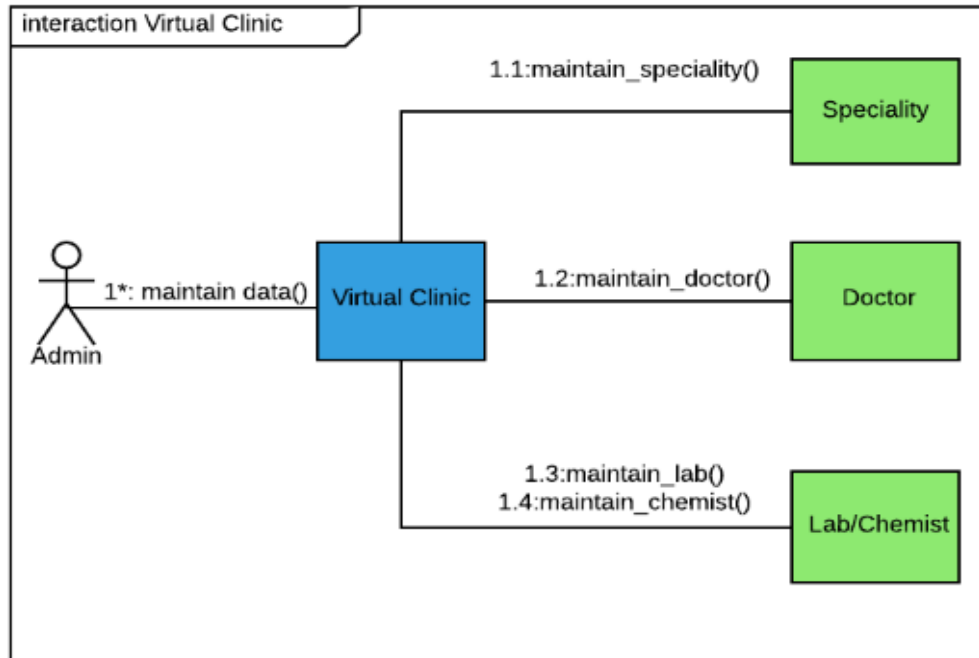 interaction Virtual Clinic
1.1:maintain_speciality()
Speciality
1*: maintain data()
Admin
Virtual Clinic
1.2:maintain_doctor()
Doctor
1.3:maintain_lab()
1.4:maintain_chemist()
Lab/Chemist